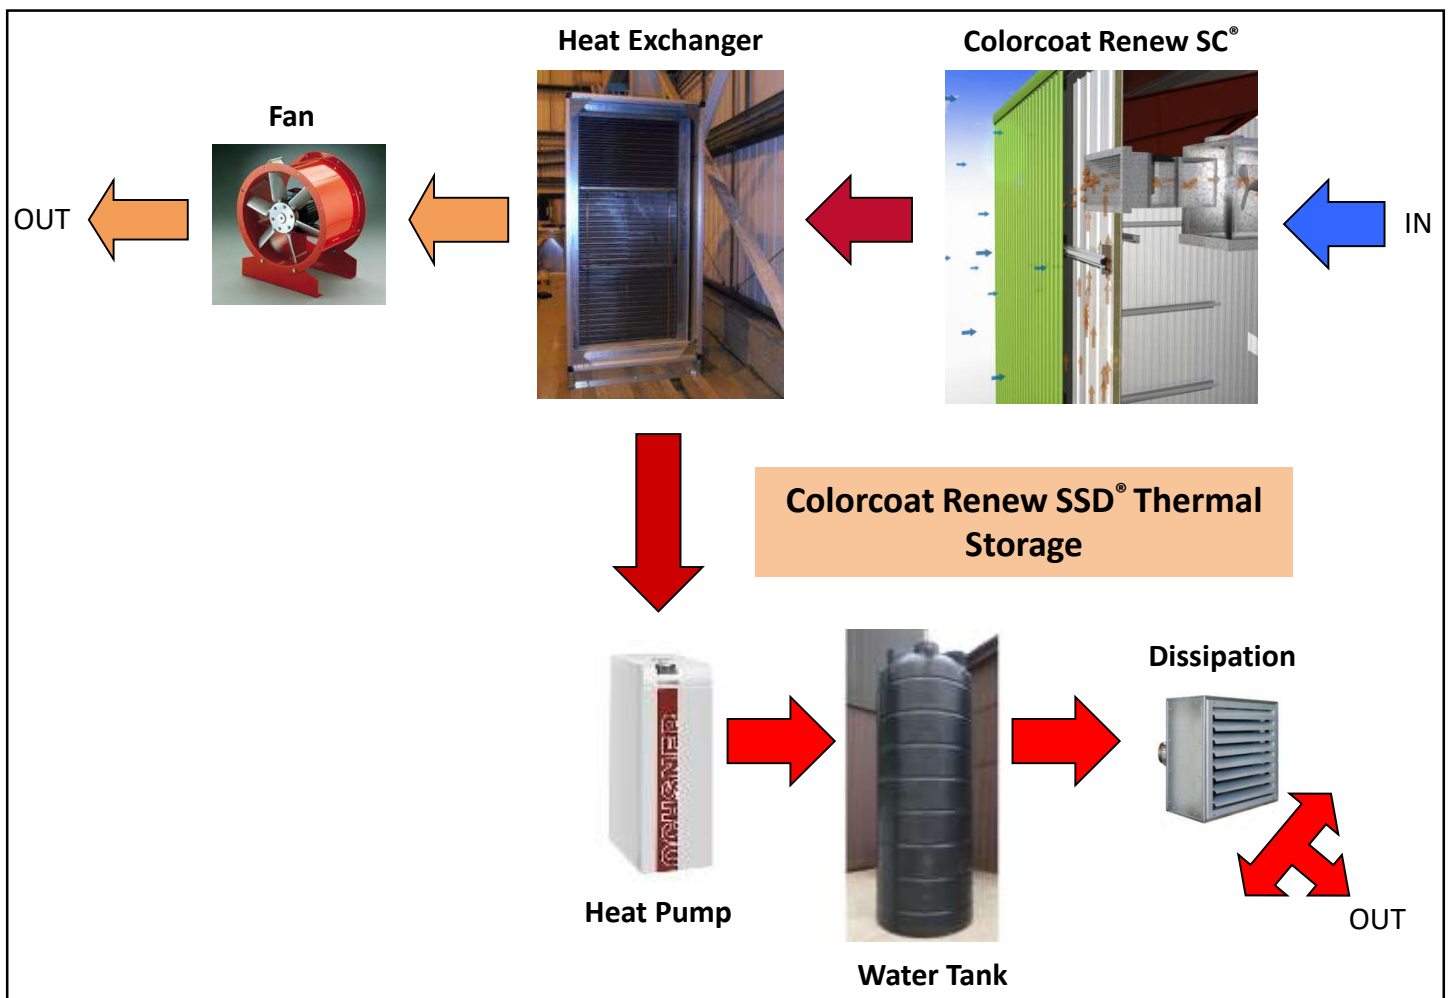 Heat Exchanger
Colorcoat Renew SC®
Fan
OUT
IN
Colorcoat Renew SSD® Thermal
Storage
Dissipation
OCHSNER
Heat Pump
OUT
Water Tank